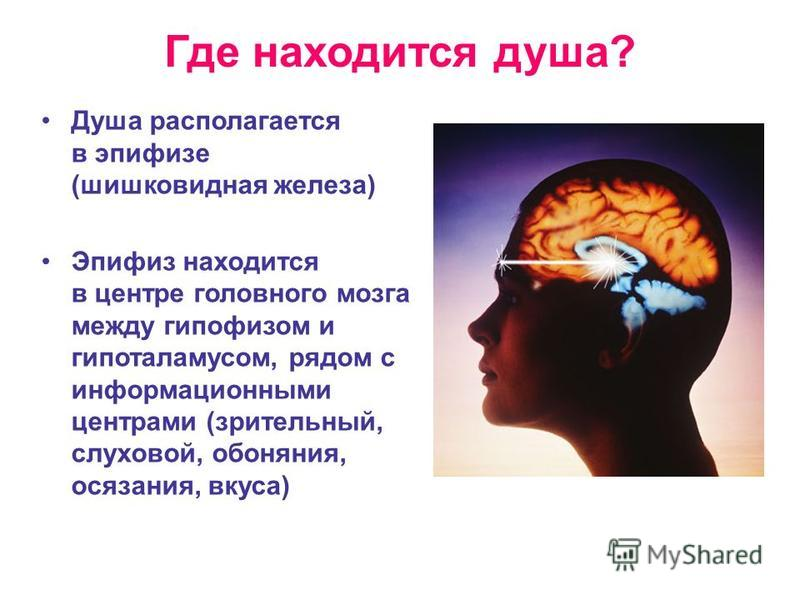 Где находится душа?
• Душа располагается
в эпифизе
(шишковидная железа)
• Эпифиз находится
в центре головного мозга
между гипофизом и
гипоталамусом, рядом с
информационными
центрами (зрительный,
слуховой, обоняния,
осязания, вкуса)
MyShared